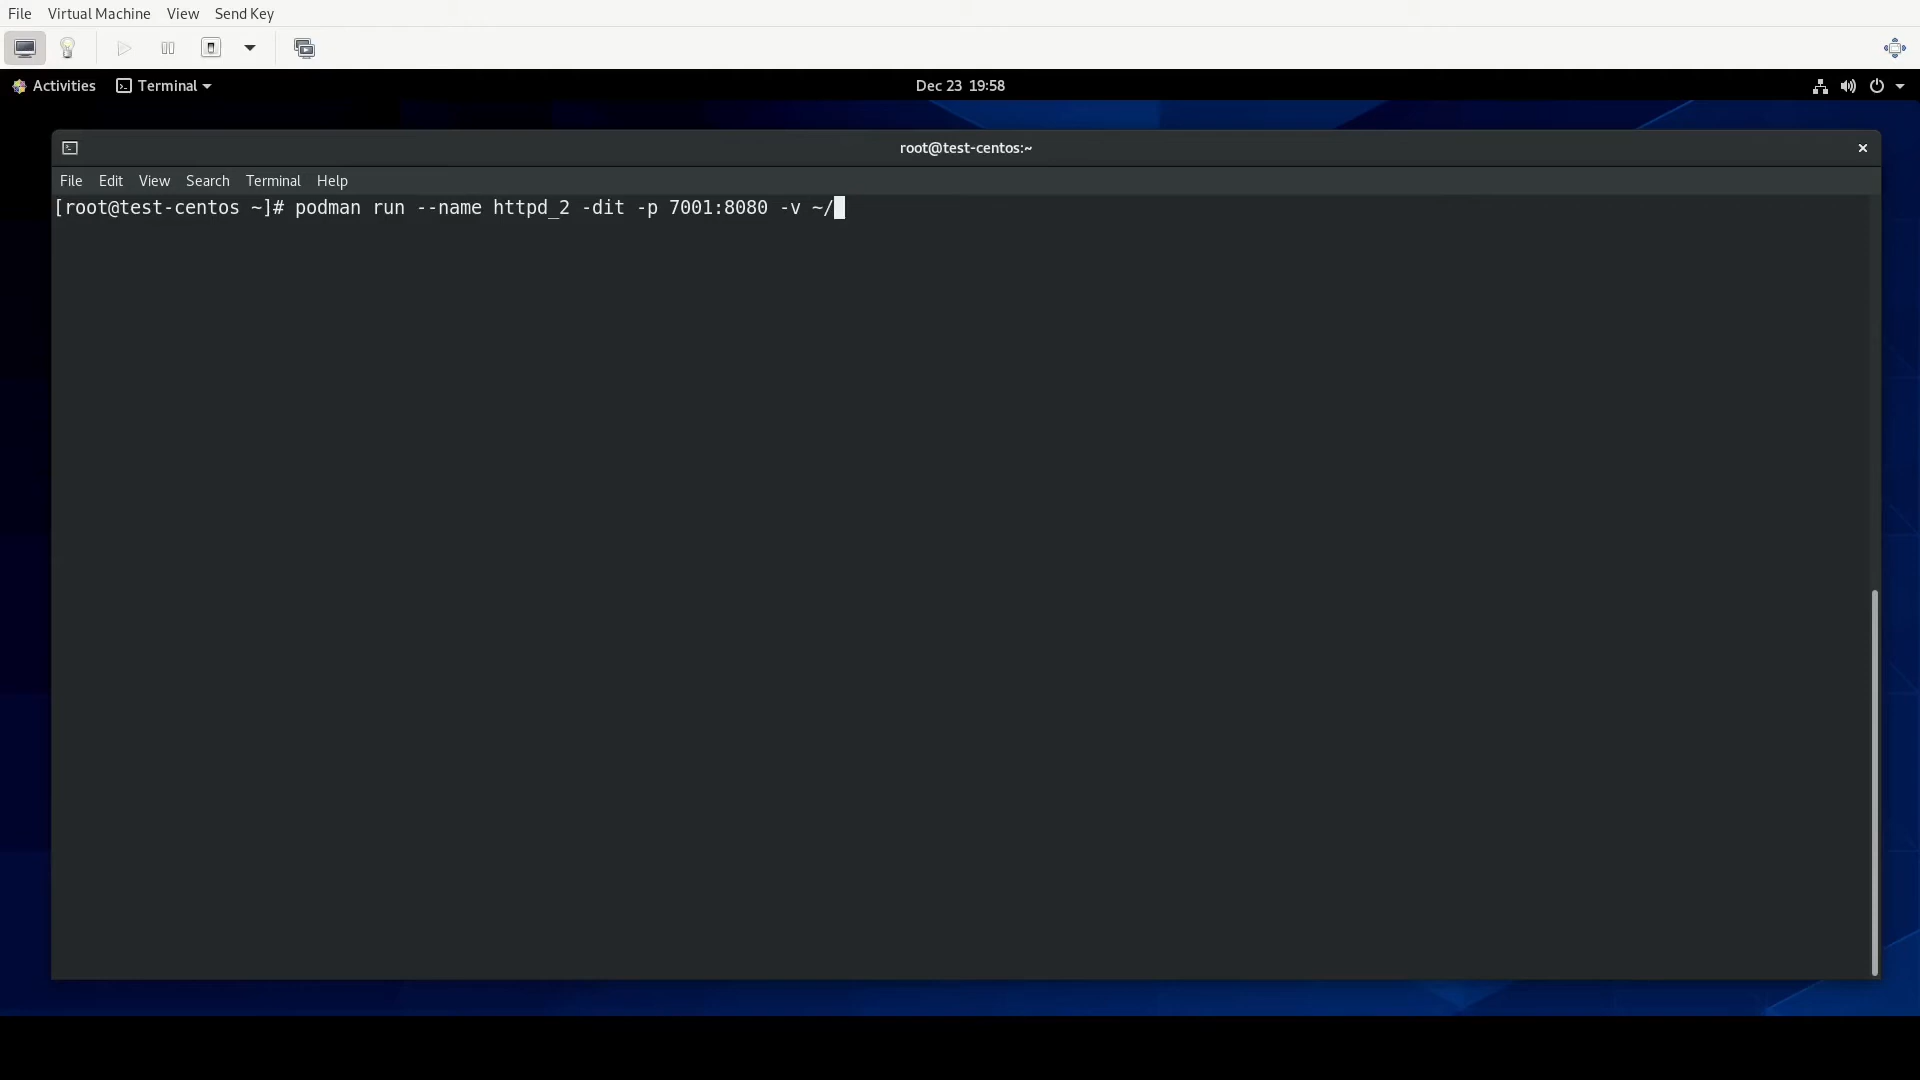 File Virtual Machine View Send Key
Activities Terminal Dec 23 19:58
root@test-centos:~
File Edit View Search Terminal Help
[root@test-centos ~]# podman run --name httpd_2 -dit -p 7001:8080 -v ~/